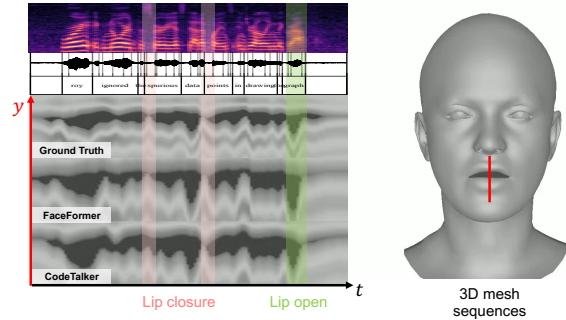 roy ignored the spurious data points in drawing the graph
y
Ground Truth
FaceFormer
CodeTalker
t
Lip closure Lip open
3D mesh
sequences